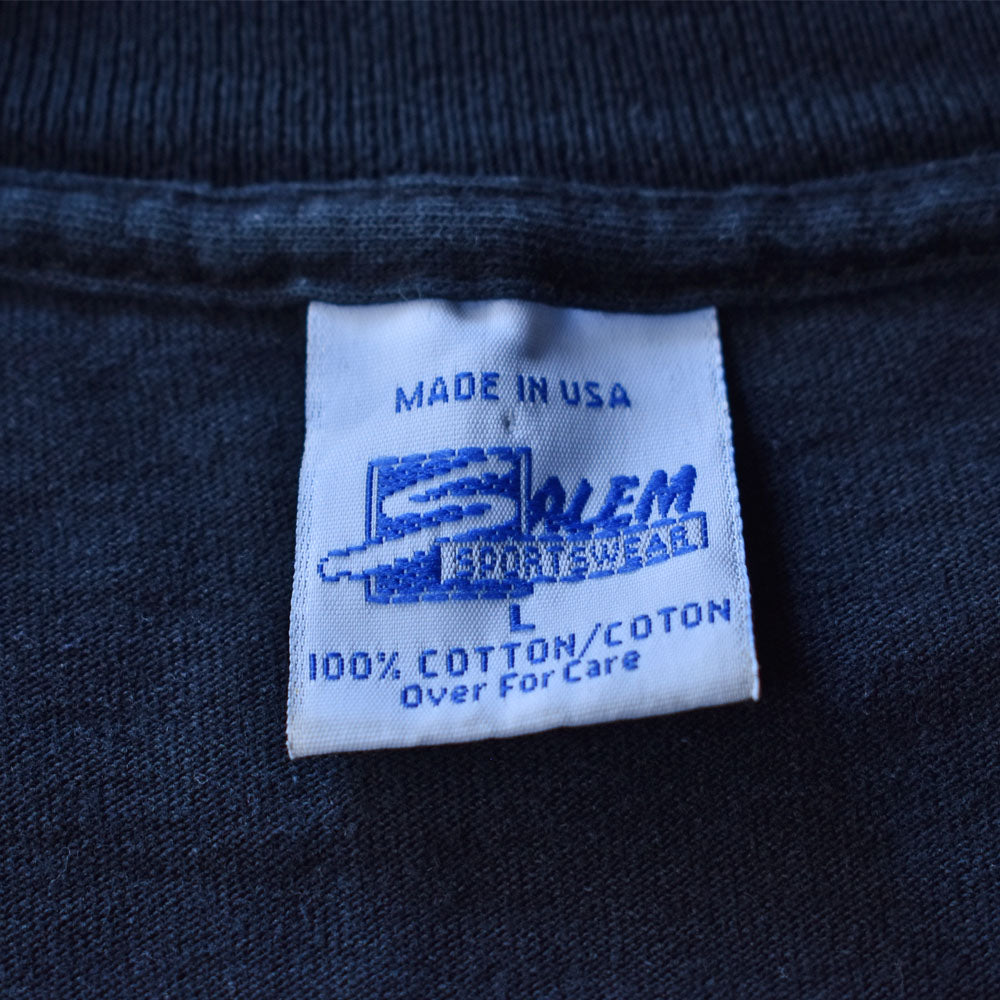 MADE IN USA
SALEM
SPORTSWEAR
L
100% COTTON/COTON
Over For Care